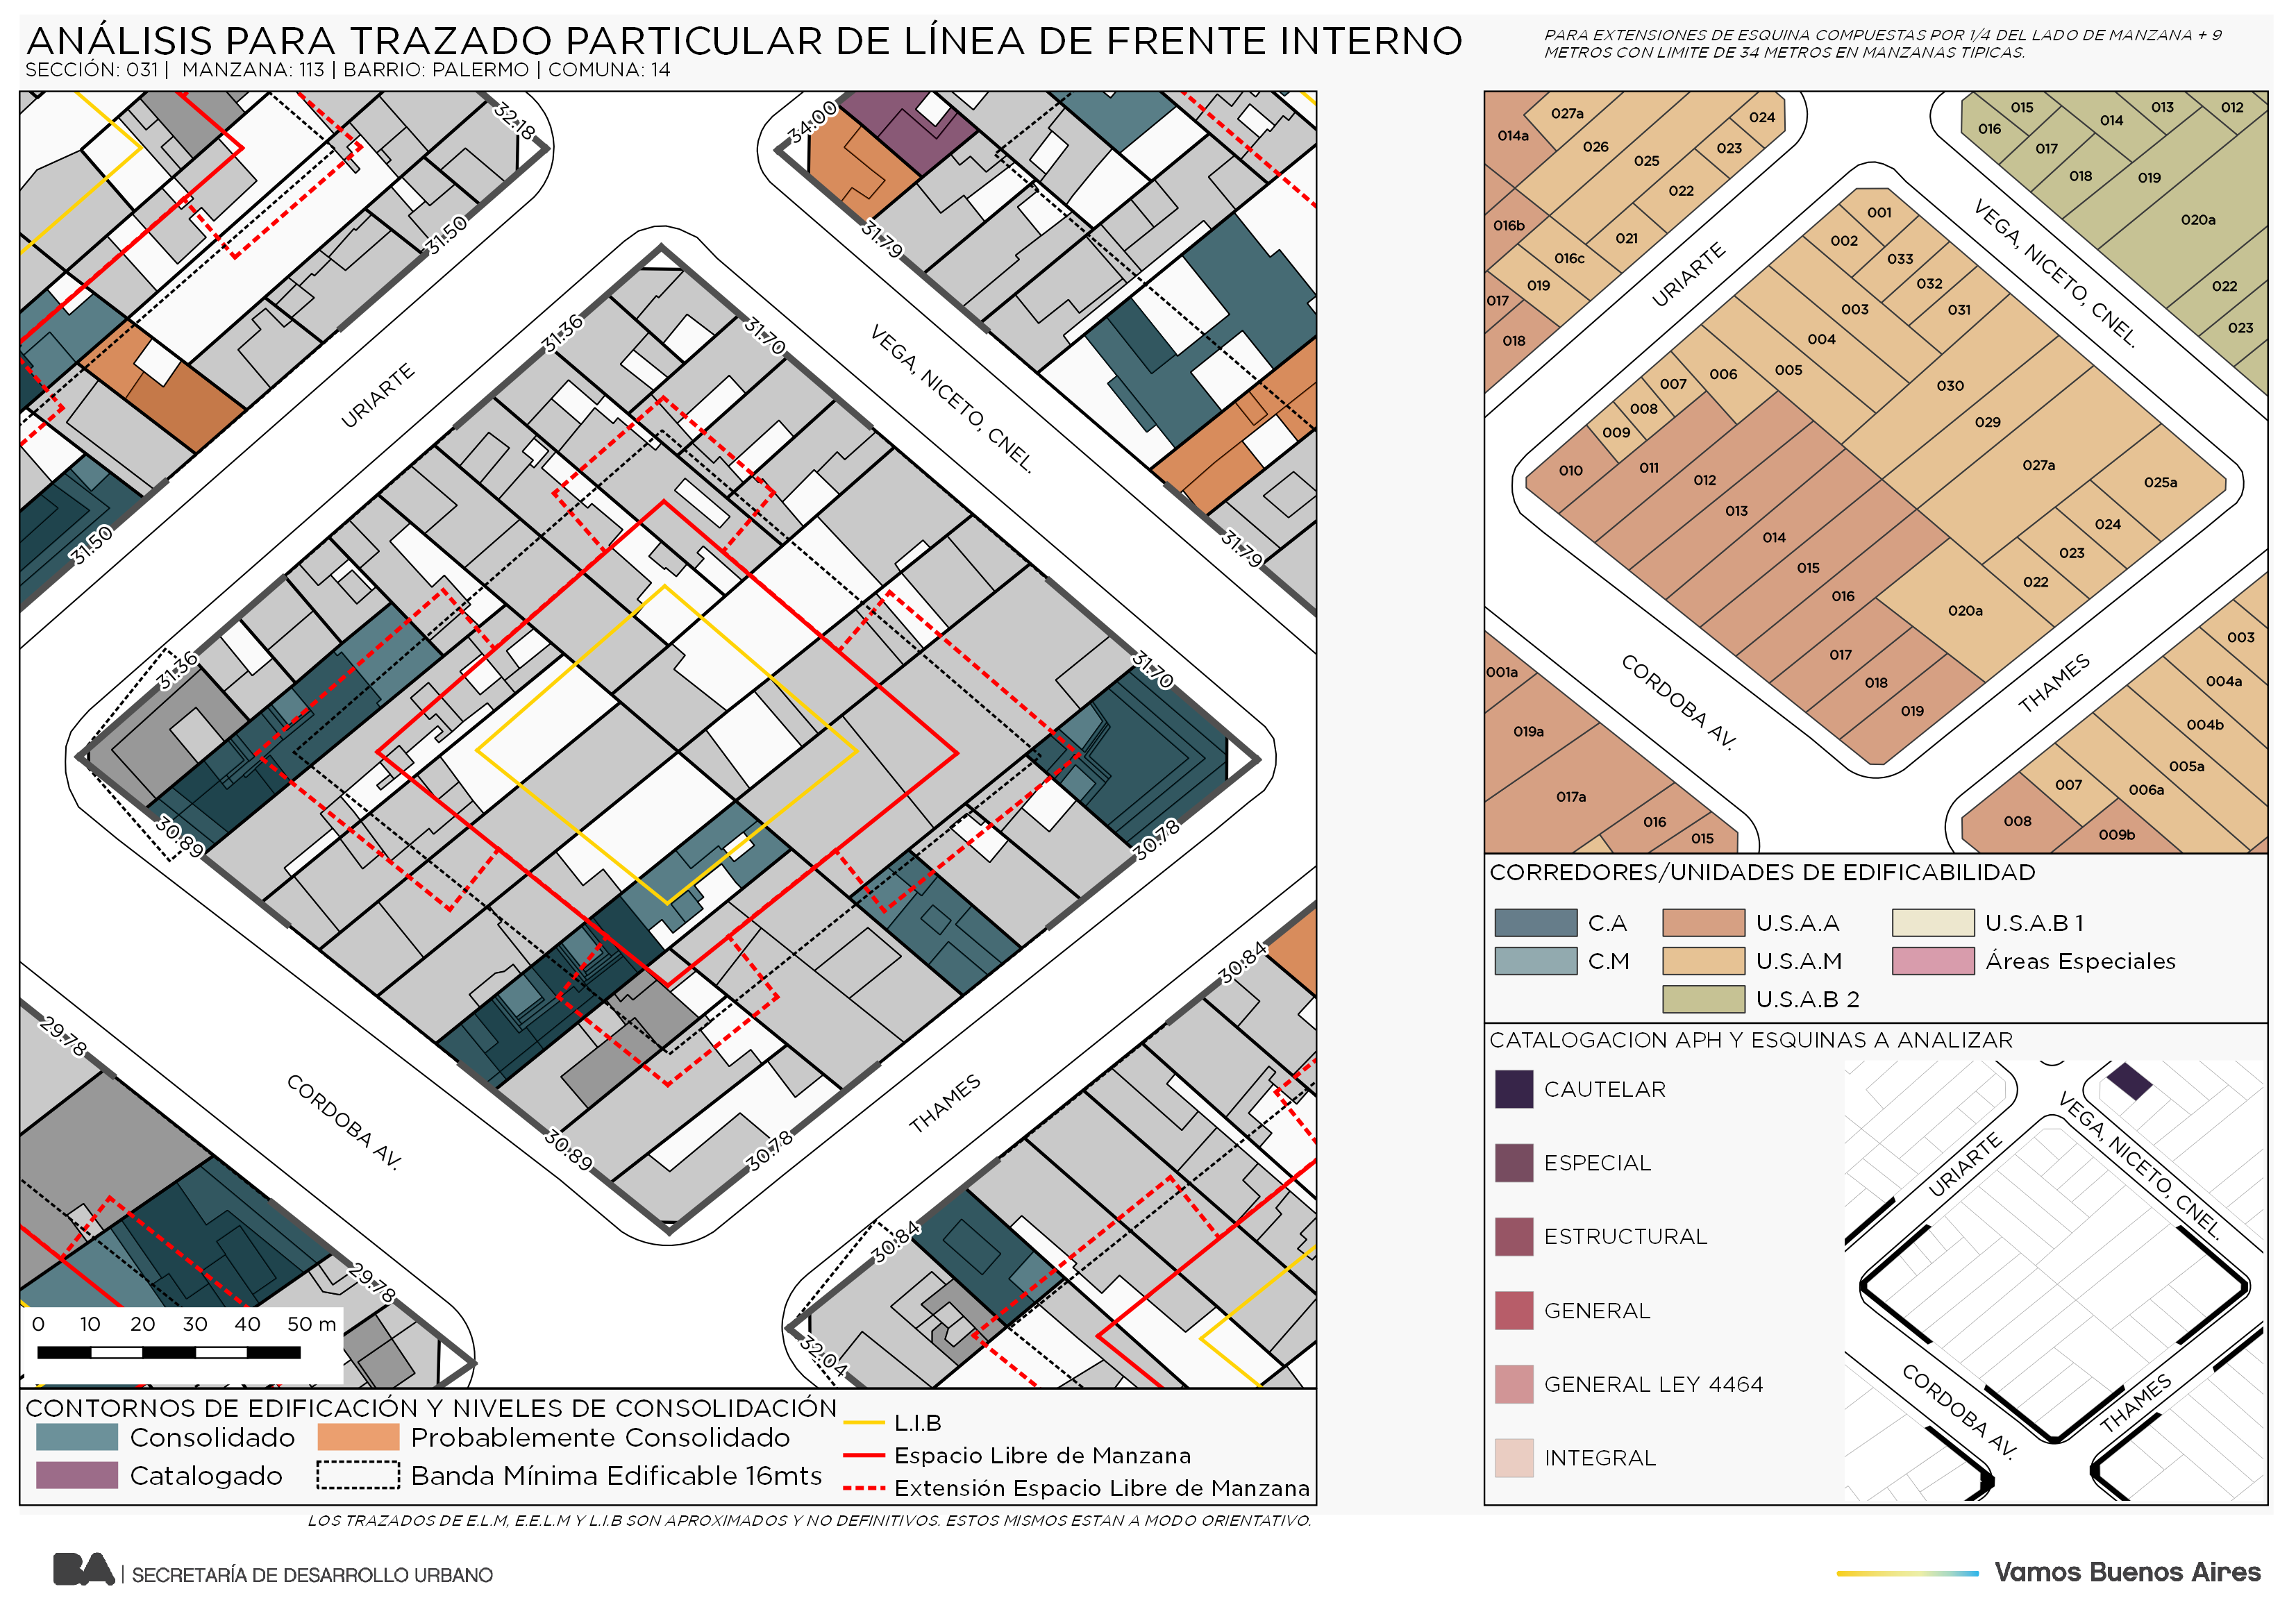 ANÁLISIS PARA TRAZADO PARTICULAR DE LÍNEA DE FRENTE INTERNO
SECCIÓN: 031 | MANZANA: 113 | BARRIO: PALERMO | COMUNA: 14
PARA EXTENSIONES DE ESQUINA COMPUESTAS POR 1/4 DEL LADO DE MANZANA + 9
METROS CON LIMITE DE 34 METROS EN MANZANAS TIPICAS.
32.18
34.00
31.50
31.79
31.36
31.70
URIARTE
VEGA, NICETO, CNEL.
31.50
31.79
31.36
31.70
30.89
30.78
30.84
29.78
CORDOBA AV.
THAMES
30.89
30.78
30.84
29.78
32.04
0 10 20 30 40 50 m
CONTORNOS DE EDIFICACIÓN Y NIVELES DE CONSOLIDACIÓN
Consolidado
Probablemente Consolidado
Catalogado
Banda Mínima Edificable 16mts
L.I.B
Espacio Libre de Manzana
Extensión Espacio Libre de Manzana
LOS TRAZADOS DE E.L.M, E.E.L.M Y L.I.B SON APROXIMADOS Y NO DEFINITIVOS. ESTOS MISMOS ESTAN A MODO ORIENTATIVO.
014a
027a
026
025
024
023
022
021
016b
016c
019
017
018
015
013
012
016
014
017
018
019
020a
022
023
URIARTE
VEGA, NICETO, CNEL.
001
002
033
032
031
003
004
005
006
007
008
009
010
011
012
013
014
015
016
017
018
019
030
029
027a
025a
024
023
022
020a
CORDOBA AV.
THAMES
001a
019a
017a
016
015
003
004a
004b
005a
006a
007
008
009b
CORREDORES/UNIDADES DE EDIFICABILIDAD
C.A
U.S.A.A
U.S.A.B 1
C.M
U.S.A.M
Áreas Especiales
U.S.A.B 2
CATALOGACION APH Y ESQUINAS A ANALIZAR
CAUTELAR
ESPECIAL
ESTRUCTURAL
GENERAL
GENERAL LEY 4464
INTEGRAL
URIARTE
VEGA, NICETO, CNEL.
CORDOBA AV.
THAMES
BA | SECRETARÍA DE DESARROLLO URBANO
Vamos Buenos Aires